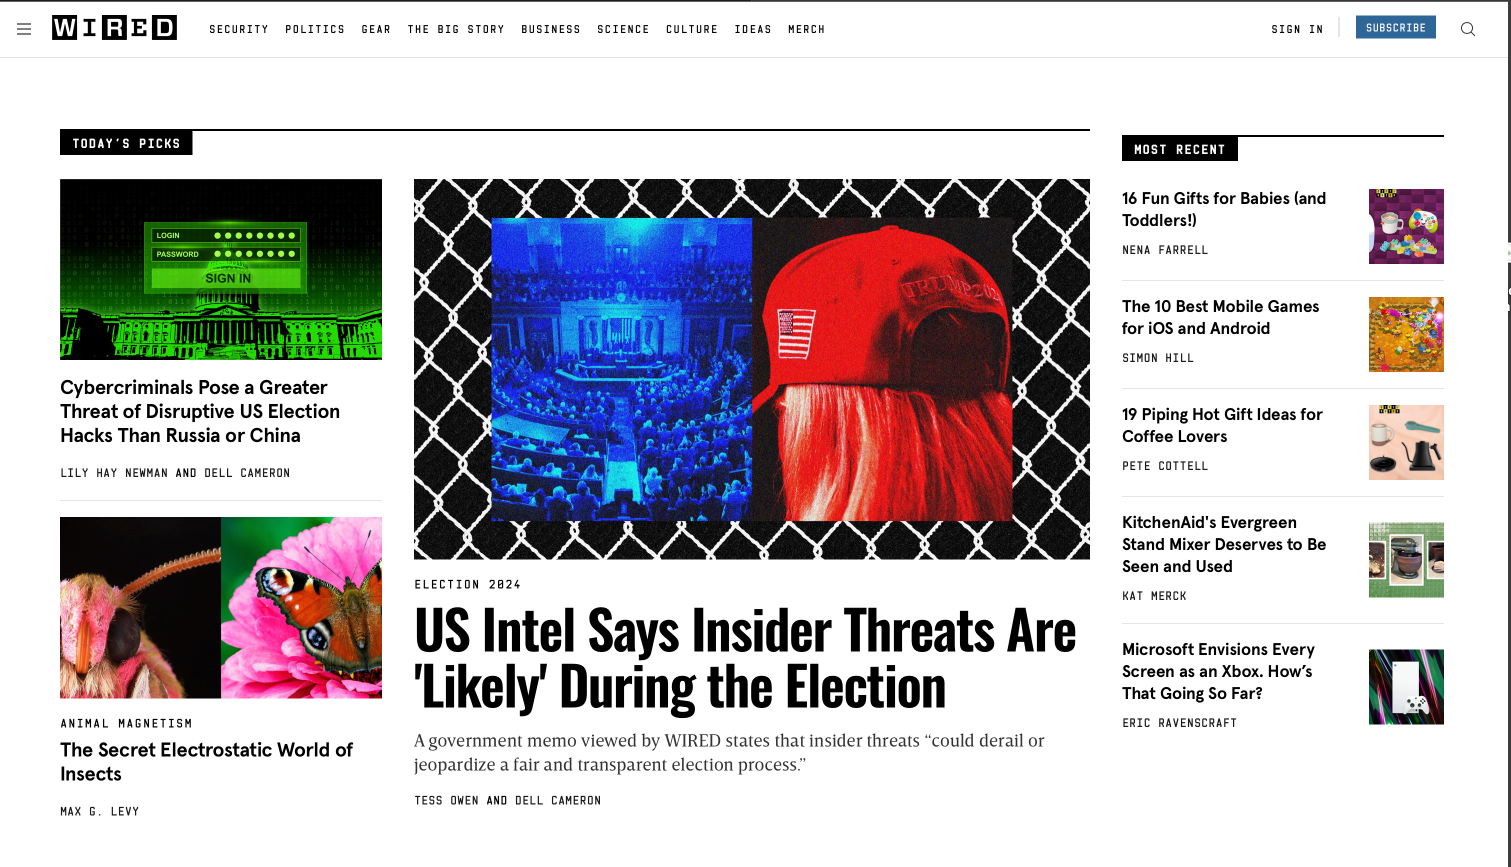 WIRED
SECURITY POLITICS GEAR THE BIG STORY BUSINESS SCIENCE CULTURE IDEAS MERCH
SIGN IN
SUBSCRIBE
TODAY'S PICKS
LOGIN
PASSWORD
SIGN IN
Cybercriminals Pose a Greater
Threat of Disruptive US Election
Hacks Than Russia or China
LILY HAY NEWMAN AND DELL CAMERON
ANIMAL MAGNETISM
The Secret Electrostatic World of
Insects
MAX G. LEVY
ELECTION 2024
US Intel Says Insider Threats Are
'Likely' During the Election
A government memo viewed by WIRED states that insider threats “could derail or
jeopardize a fair and transparent election process.”
TESS OWEN AND DELL CAMERON
MOST RECENT
16 Fun Gifts for Babies (and
Toddlers!)
NENA FARRELL
The 10 Best Mobile Games
for iOS and Android
SIMON HILL
19 Piping Hot Gift Ideas for
Coffee Lovers
PETE COTTELL
KitchenAid's Evergreen
Stand Mixer Deserves to Be
Seen and Used
KAT MERCK
Microsoft Envisions Every
Screen as an Xbox. How’s
That Going So Far?
ERIC RAVENSCRAFT